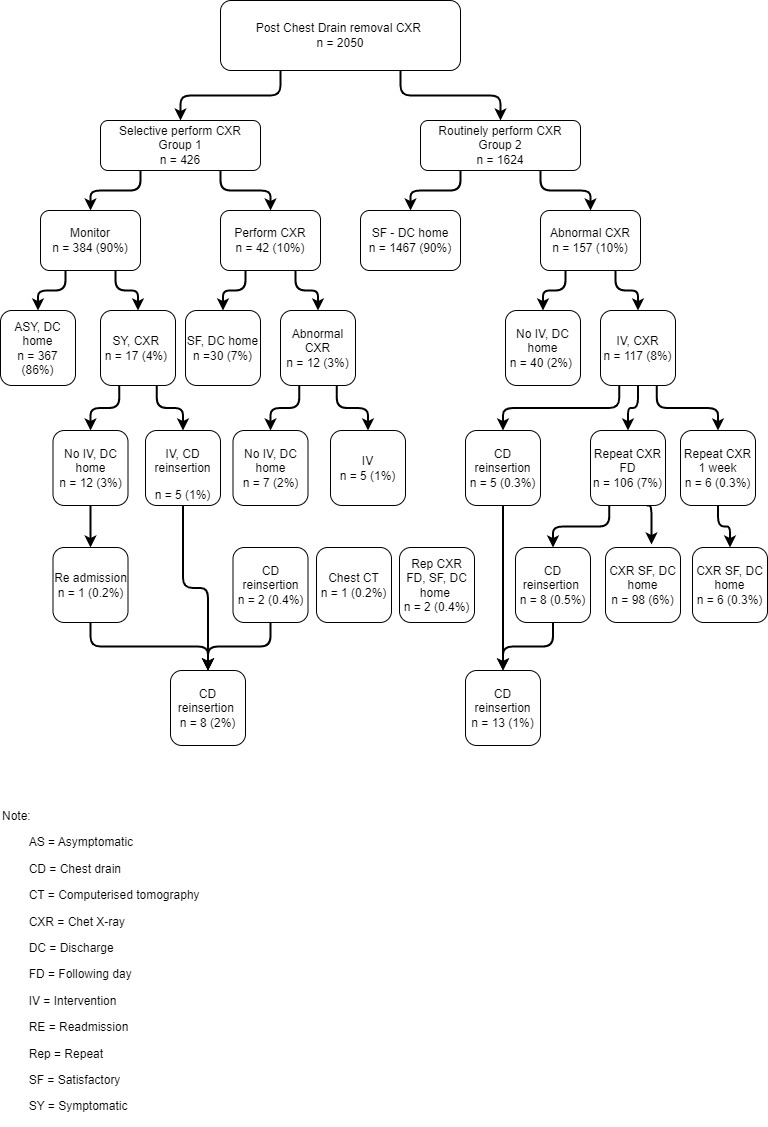 Post Chest Drain removal CXR
n = 2050
Selective perform CXR
Group 1
n = 426
Routinely perform CXR
Group 2
n = 1624
Monitor
n = 384 (90%)
Perform CXR
n = 42 (10%)
SF - DC home
n = 1467 (90%)
Abnormal CXR
n = 157 (10%)
ASY, DC
home
n = 367
(86%)
SY, CXR
n = 17 (4%)
SF, DC home
n =30 (7%)
Abnormal
CXR
n = 12 (3%)
No IV, DC
home
n = 40 (2%)
IV, CXR
n = 117 (8%)
No IV, DC
home
n = 12 (3%)
IV, CD
reinsertion
n = 5 (1%)
No IV, DC
home
n = 7 (2%)
IV
n = 5 (1%)
CD
reinsertion
n = 5 (0.3%)
Repeat CXR
FD
n = 106 (7%)
Repeat CXR
1 week
n = 6 (0.3%)
Re admission
n = 1 (0.2%)
CD
reinsertion
n = 2 (0.4%)
Chest CT
n = 1 (0.2%)
Rep CXR
FD, SF, DC
home
n = 2 (0.4%)
CD
reinsertion
n = 8 (0.5%)
CXR SF, DC
home
n = 98 (6%)
CXR SF, DC
home
n = 6 (0.3%)
CD
reinsertion
n = 8 (2%)
CD
reinsertion
n = 13 (1%)
Note:
AS = Asymptomatic
CD = Chest drain
CT = Computerised tomography
CXR = Chet X-ray
DC = Discharge
FD = Following day
IV = Intervention
RE = Readmission
Rep = Repeat
SF = Satisfactory
SY = Symptomatic